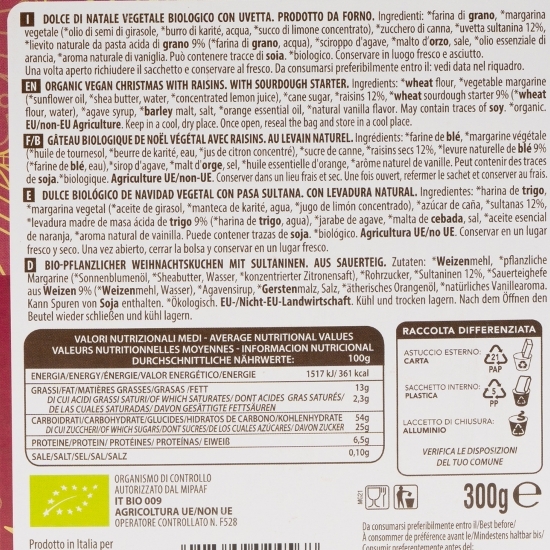 I DOLCE DI NATALE VEGETALE BIOLOGICO CON UVETTA. PRODOTTO DA FORNO. Ingredienti: *farina di grano, *margarina
vegetale (*olio di semi di girasole, *burro di karité, acqua, *succo di limone concentrato), *zucchero di canna, *uvetta sultanina 12%,
*lievito naturale da pasta acida di grano 9% (*farina di grano, acqua), *sciroppo d'agave, *malto d'orzo, sale, *olio essenziale di
arancia, *aroma naturale di vaniglia. Può contenere tracce di soia. *biologico. Conservare in luogo fresco e asciutto.
Una volta aperto richiudere il sacchetto e conservare al fresco. Da consumarsi preferibilmente entro il: vedi data nel riquadro.
EN ORGANIC VEGAN CHRISTMAS WITH RAISINS. WITH SOURDOUGH STARTER. Ingredients: *wheat flour, *vegetable margarine
(*sunflower oil, *shea butter, water, *concentrated lemon juice), *cane sugar, *raisins 12%, *wheat sourdough starter 9% (*wheat
flour, water), *agave syrup, *barley malt, salt, *orange essential oil, *natural vanilla flavor. May contain traces of soy. *organic.
EU/non-EU Agriculture. Keep in a cool, dry place. Once open, reseal the bag and store in a cool place.
F/B GÂTEAU BIOLOGIQUE DE NOËL VÉGÉTAL AVEC RAISINS. AU LEVAIN NATUREL. Ingrédients: *farine de blé, *margarine végétale
(*huile de tournesol, *beurre de karité, eau, *jus de citron concentré), *sucre de canne, *raisins secs 12%, *levure naturelle de blé 9%
(*farine de blé, eau),*sirop d'agave, *malt d'orge, sel, *huile essentielle d'orange, *arôme naturel de vanille. Peut contenir des traces
de soja.*biologique. Agriculture UE/non-UE. Conserver dans un lieu frais et sec. Une fois ouvert, refermer le sachet et conserver au frais.
E DULCE BIOLÓGICO DE NAVIDAD VEGETAL CON PASA SULTANA. CON LEVADURA NATURAL. Ingredientes: *harina de trigo,
*margarina vegetal (*aceite de girasol, *manteca de karité, agua, *jugo de limón concentrado), *azúcar de caña, *sultanas 12%,
*levadura madre de masa ácida de trigo 9% (*harina de trigo, agua), *jarabe de agave, *malta de cebada, sal, *aceite esencial
de naranja, *aroma natural de vainilla. Puede contener trazas de soja. *biológico. Agricultura UE/no UE. Conservar en un lugar
fresco y seco. Una vez abierto, cerrar la bolsa y conservar en un lugar fresco.
D BIO-PFLANZLICHER WEIHNACHTSKUCHEN MIT SULTANINEN. AUS SAUERTEIG. Zutaten: *Weizenmehl, *pflanzliche
Margarine (*Sonnenblumenöl, *Sheabutter, Wasser, *konzentrierter Zitronensaft), *Rohrzucker, *Sultaninen 12%, *Sauerteighefe
aus Weizen 9% (*Weizenmehl, Wasser), *Agavensirup, *Gerstenmalz, Salz, *ätherisches Orangenöl, *natürliches Vanillearoma.
Kann Spuren von Soja enthalten. *Ökologisch. EU-/Nicht-EU-Landwirtschaft. Kühl und trocken lagern. Nach dem Öffnen den
Beutel wieder schließen und kühl lagern.
VALORI NUTRIZIONALI MEDI - AVERAGE NUTRITIONAL VALUES
VALEURS NUTRITIONNELLES MOYENNES - INFORMACION NUTRICIONAL
DURCHSCHNITTLICHE NÄHRWERTE: 100g
ENERGIA/ENERGY/ÉNERGIE/VALOR ENERGÉTICO/ENERGIE 1517 kJ/ 361 kcal
GRASSI/FAT/MATIÈRES GRASSES/GRASAS /FETT 13g
DI CUI ACIDI GRASSI SATURI/OF WHICH SATURATES/ DONT ACIDES GRAS SATURÉS/ 2,3g
DE LAS CUALES SATURADAS/ DAVON GESÄTTIGTE FETTSÄUREN
CARBOIDRATI/CARBOHYDRATE/GLUCIDES/HIDRATOS DE CARBONO/KOHLENHYDRATE 54g
DI CUI ZUCCHERI/OF WHICH SUGARS/DONT SUCRES/DE LOS CUALES AZÚCARES/ DAVON ZUCKER 25g
PROTEINE/PROTEIN/ PROTÉINES/ PROTEÍNAS/ EIWEIß 6,5g
SALE/SALT/SEL/SAL/SALZ 0,10g
RACCOLTA DIFFERENZIATA
ASTUCCIO ESTERNO:
CARTA
21
PAP
SACCHETTO INTERNO:
PLASTICA
5
PP
LACCETTO DI CHIUSURA:
ALLUMINIO
VERIFICA LE DISPOSIZIONI
DEL TUO COMUNE
ORGANISMO DI CONTROLLO
AUTORIZZATO DAL MIPAAF
IT BIO 009
AGRICOLTURA UE/NON UE
OPERATORE CONTROLLATO N. F528
MG21
300g e
Da consumarsi preferibilmente entro il/Best before/
À consommer de préférence avant le/Mindestens haltbar bis/
Consumir preferentemente antes del:
Prodotto in Italia per